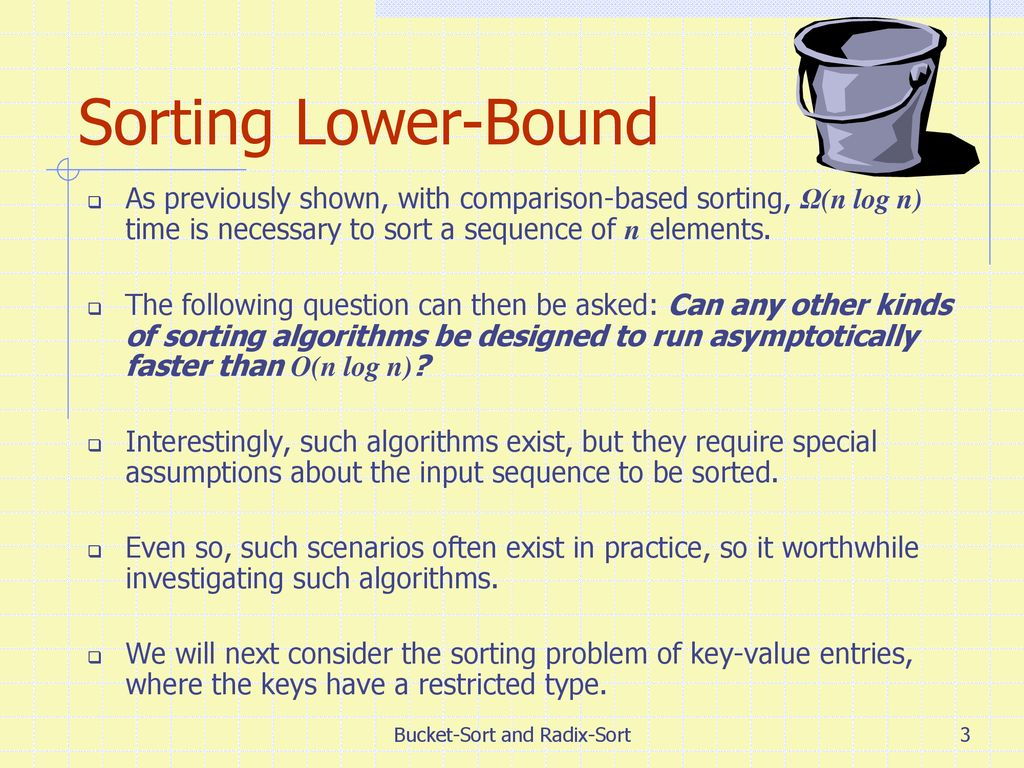 Sorting Lower-Bound
❑ As previously shown, with comparison-based sorting, Ω(n log n)
time is necessary to sort a sequence of n elements.
❑ The following question can then be asked: Can any other kinds
of sorting algorithms be designed to run asymptotically
faster than O(n log n)?
❑ Interestingly, such algorithms exist, but they require special
assumptions about the input sequence to be sorted.
❑ Even so, such scenarios often exist in practice, so it worthwhile
investigating such algorithms.
❑ We will next consider the sorting problem of key-value entries,
where the keys have a restricted type.
Bucket-Sort and Radix-Sort
3